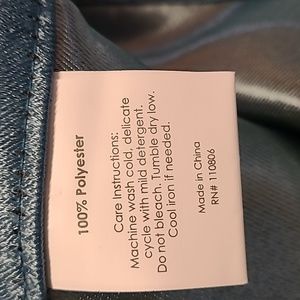 100% Polyester
Care Instructions:
Machine wash cold, delicate
cycle with mild detergent.
Do not bleach. Tumble dry low.
Cool iron if needed.
Made in China
RN# 110806